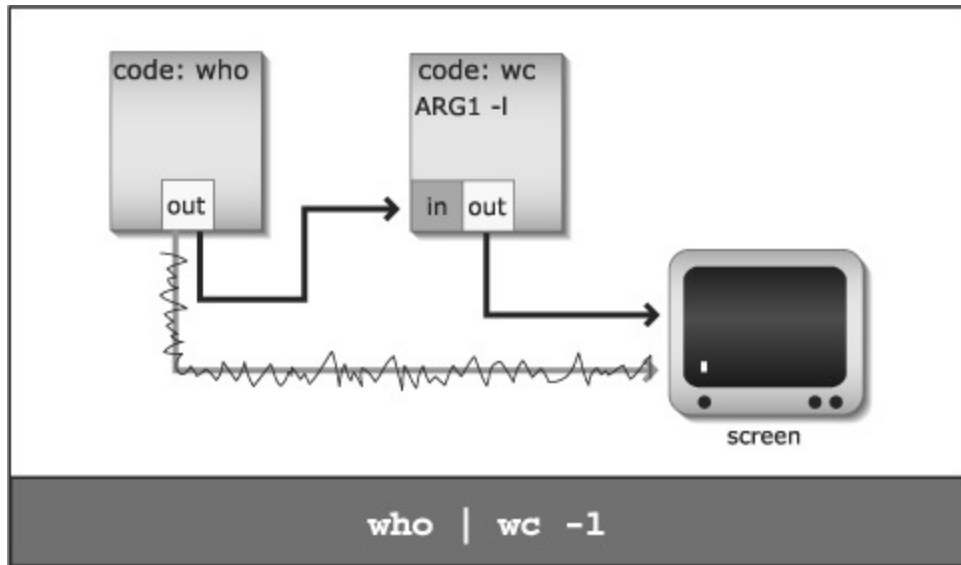 code: who
out
code: wc
ARG1 -l
in out
screen
who | wc -l